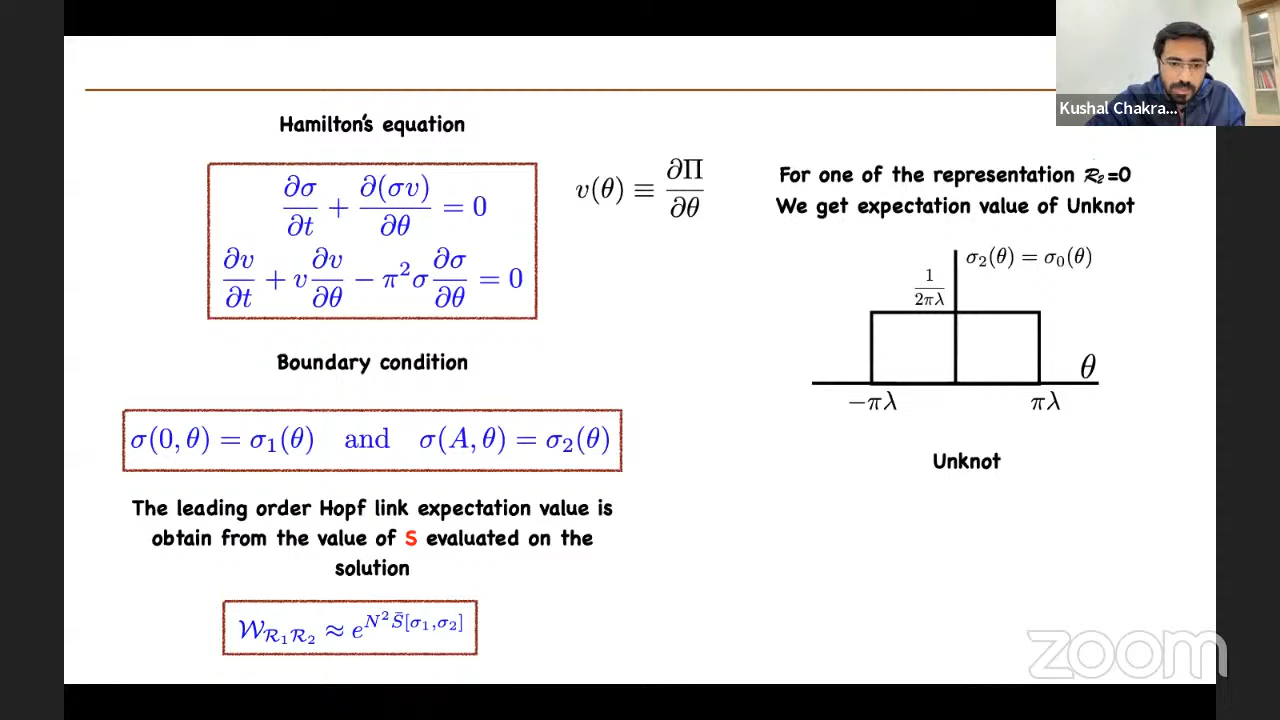 Kushal Chakra...
Hamilton's equation
∂σ/∂t + ∂(σv)/∂θ = 0
∂v/∂t + v ∂v/∂θ − π²σ ∂σ/∂θ = 0
v(θ) ≡ ∂Π/∂θ
Boundary condition
σ(0, θ) = σ₁(θ) and σ(A, θ) = σ₂(θ)
The leading order Hopf link expectation value is
obtain from the value of S evaluated on the
solution
𝒲_{ℛ₁ℛ₂} ≈ e^{N² S̄[σ₁,σ₂]}
For one of the representation ℛ₂=0
We get expectation value of Unknot
σ₂(θ) = σ₀(θ)
1/(2πλ)
θ
−πλ
πλ
Unknot
zoom